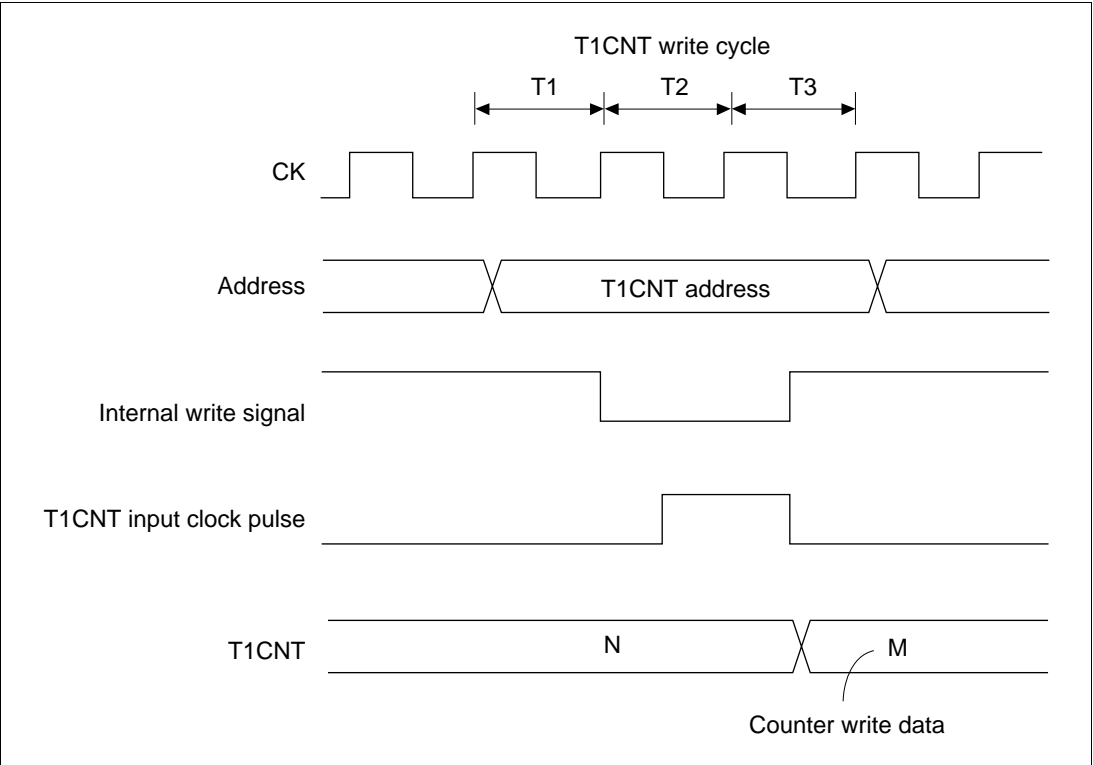 T1CNT write cycle
T1 T2 T3
CK
Address
T1CNT address
Internal write signal
T1CNT input clock pulse
T1CNT
N
M
Counter write data